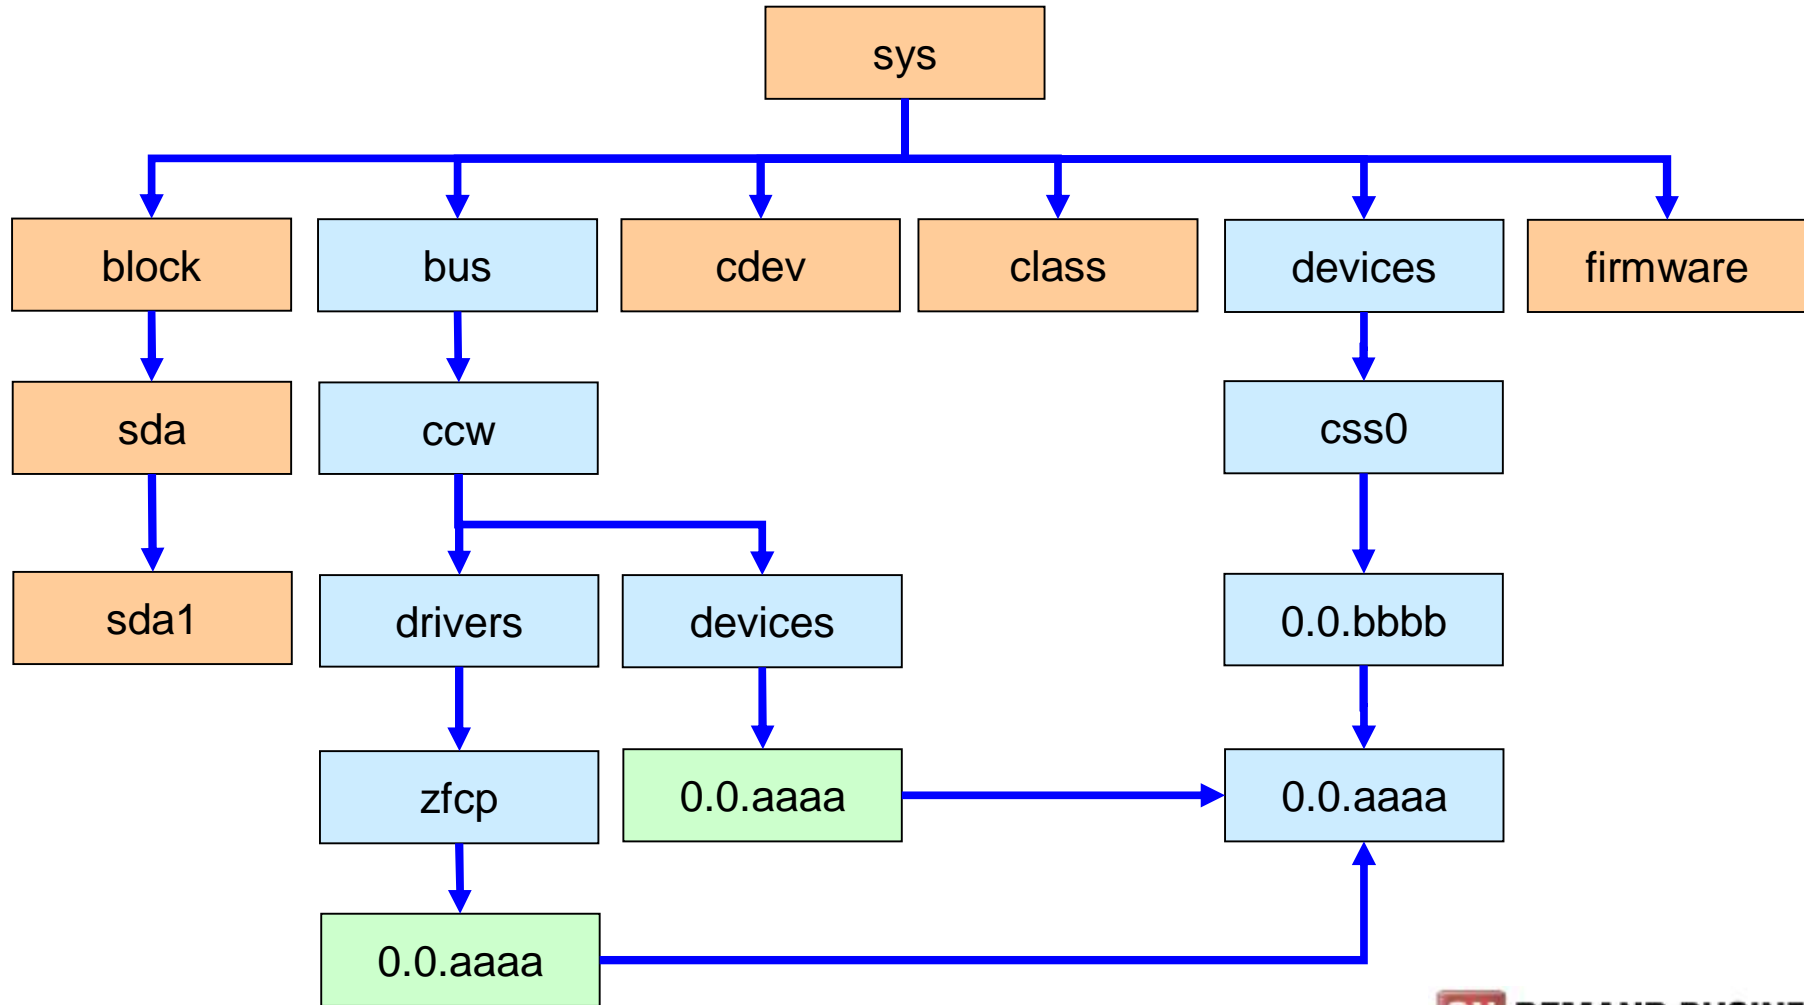 sys
block
bus
cdev
class
devices
firmware
sda
ccw
css0
sda1
drivers
devices
0.0.bbbb
zfcp
0.0.aaaa
0.0.aaaa
0.0.aaaa